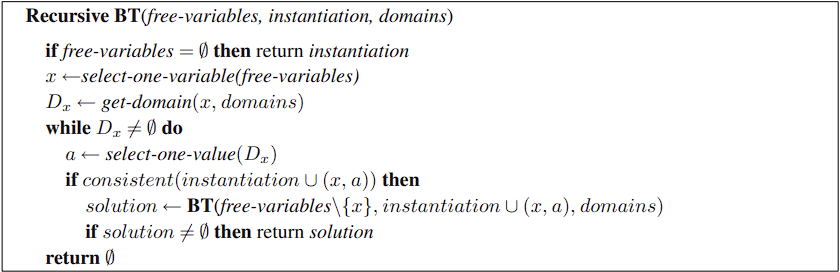 Recursive BT(free-variables, instantiation, domains)
if free-variables = ∅ then return instantiation
x ←select-one-variable(free-variables)
Dₓ ← get-domain(x, domains)
while Dₓ ≠ ∅ do
a ← select-one-value(Dₓ)
if consistent(instantiation ∪ (x, a)) then
solution ← BT(free-variables\{x}, instantiation ∪ (x, a), domains)
if solution ≠ ∅ then return solution
return ∅